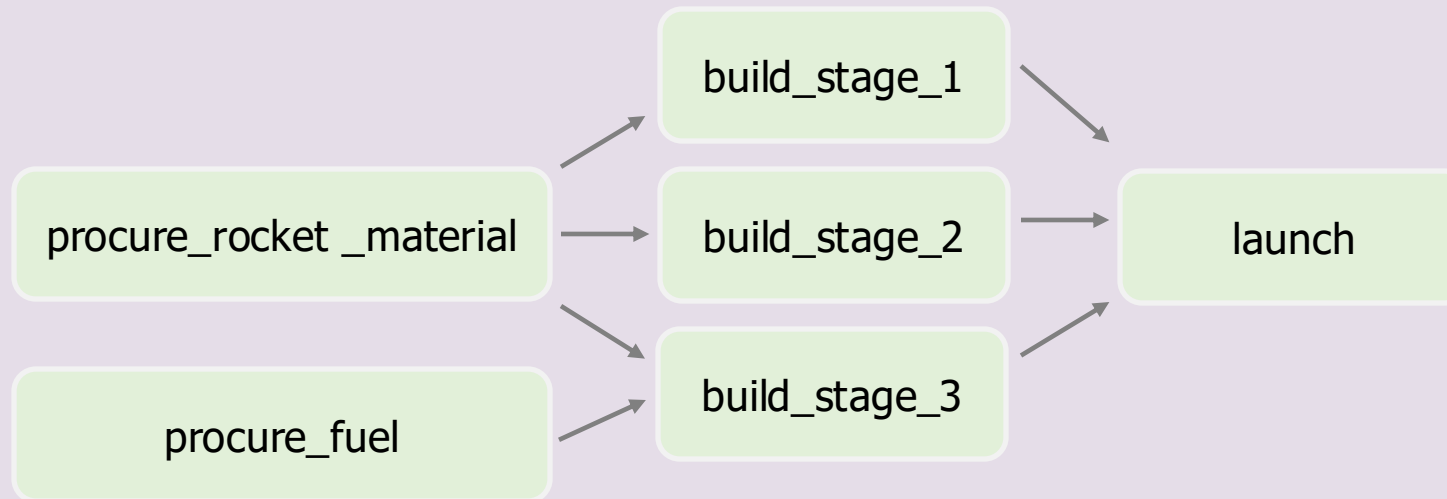 build_stage_1
procure_rocket _material
build_stage_2
launch
build_stage_3
procure_fuel